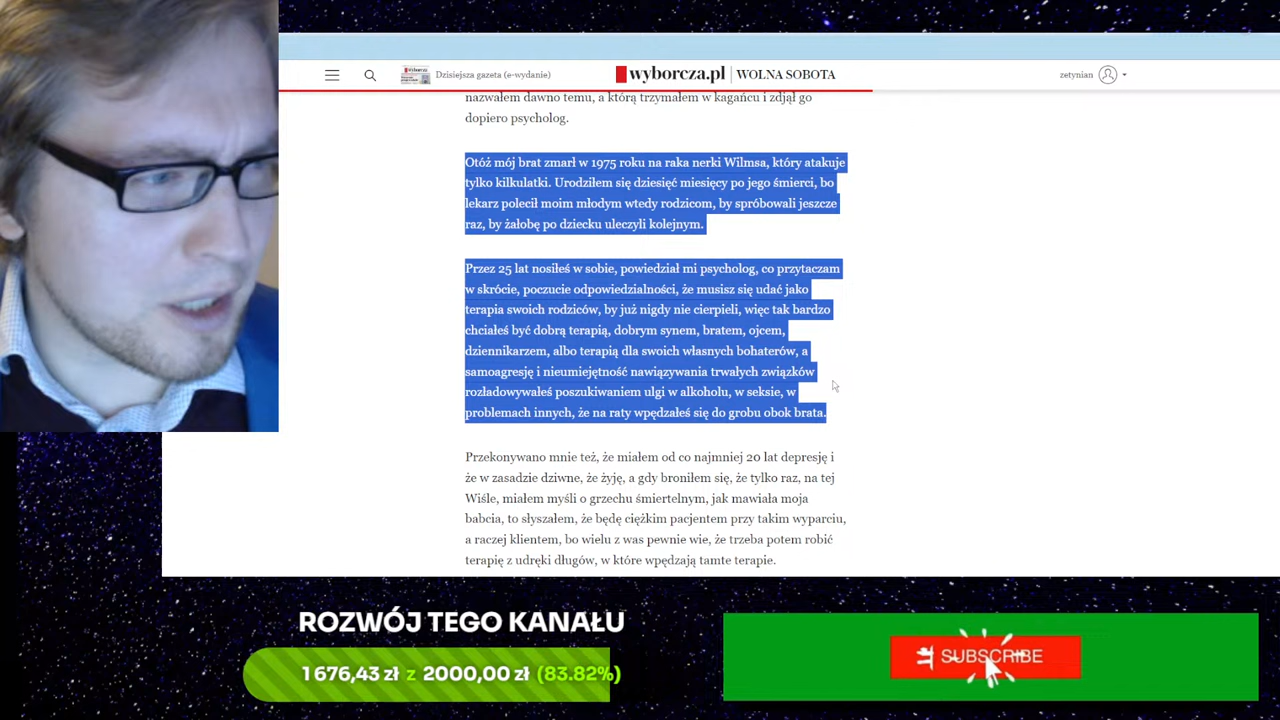 wyborcza.pl | WOLNA SOBOTA
Dzisiejsza gazeta (e-wydanie)
zetynian
nazwałem dawno temu, a którą trzymałem w kagańcu i zdjął go
dopiero psycholog.
Otóż mój brat zmarł w 1975 roku na raka nerki Wilmsa, który atakuje
tylko kilkulatki. Urodziłem się dziesięć miesięcy po jego śmierci, bo
lekarz polecił moim młodym wtedy rodzicom, by spróbowali jeszcze
raz, by żałobę po dziecku uleczyli kolejnym.
Przez 25 lat nosiłeś w sobie, powiedział mi psycholog, co przytaczam
w skrócie, poczucie odpowiedzialności, że musisz się udać jako
terapia swoich rodziców, by już nigdy nie cierpieli, więc tak bardzo
chciałeś być dobrą terapią, dobrym synem, bratem, ojcem,
dziennikarzem, albo terapią dla swoich własnych bohaterów, a
samoagresję i nieumiejętność nawiązywania trwałych związków
rozładowywałeś poszukiwaniem ulgi w alkoholu, w seksie, w
problemach innych, że na raty wpędzałeś się do grobu obok brata.
Przekonywano mnie też, że miałem od co najmniej 20 lat depresję i
że w zasadzie dziwne, że żyję, a gdy broniłem się, że tylko raz, na tej
Wiśle, miałem myśli o grzechu śmiertelnym, jak mawiała moja
babcia, to słyszałem, że będę ciężkim pacjentem przy takim wyparciu,
a raczej klientem, bo wielu z was pewnie wie, że trzeba potem robić
terapię z udręki długów, w które wpędzają tamte terapie.
ROZWÓJ TEGO KANAŁU
1 676,43 zł z 2000,00 zł (83.82%)
SUBSCRIBE